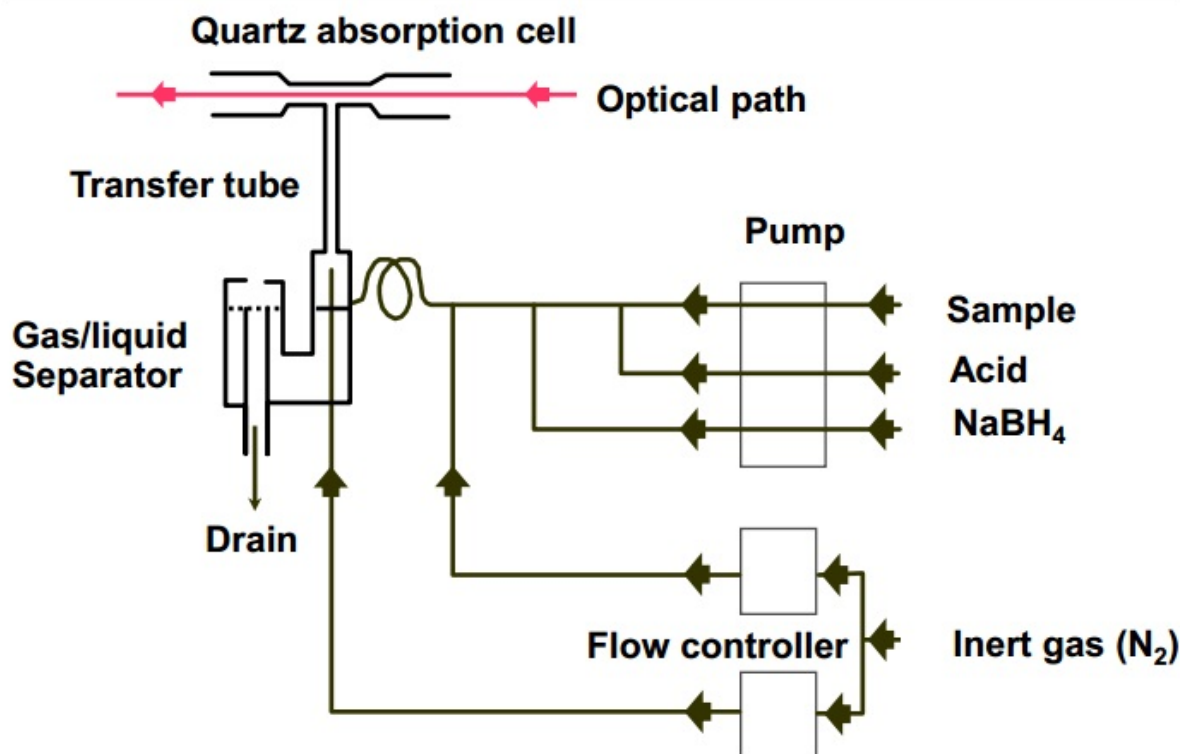 Quartz absorption cell
Optical path
Transfer tube
Pump
Sample
Gas/liquid
Separator
Acid
NaBH₄
Drain
Flow controller
Inert gas (N₂)